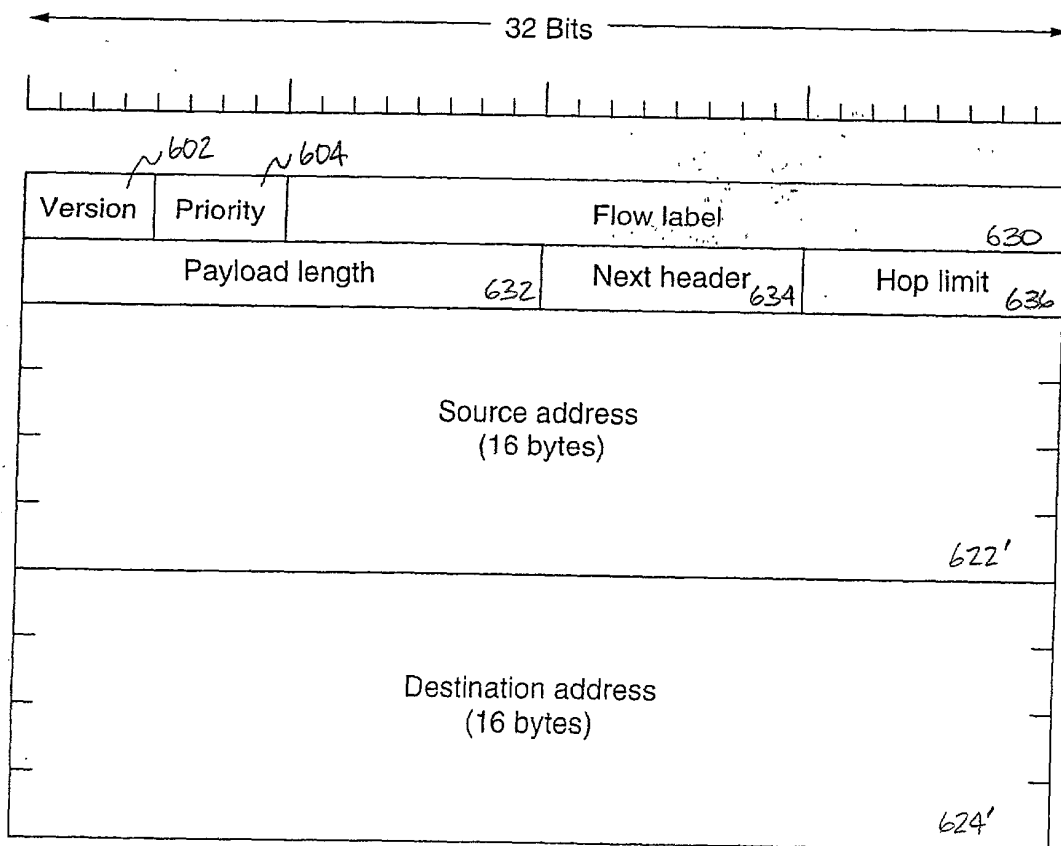 32 Bits
602 604
Version Priority Flow label 630
Payload length 632 Next header 634 Hop limit 636
Source address
(16 bytes)
622'
Destination address
(16 bytes)
624'